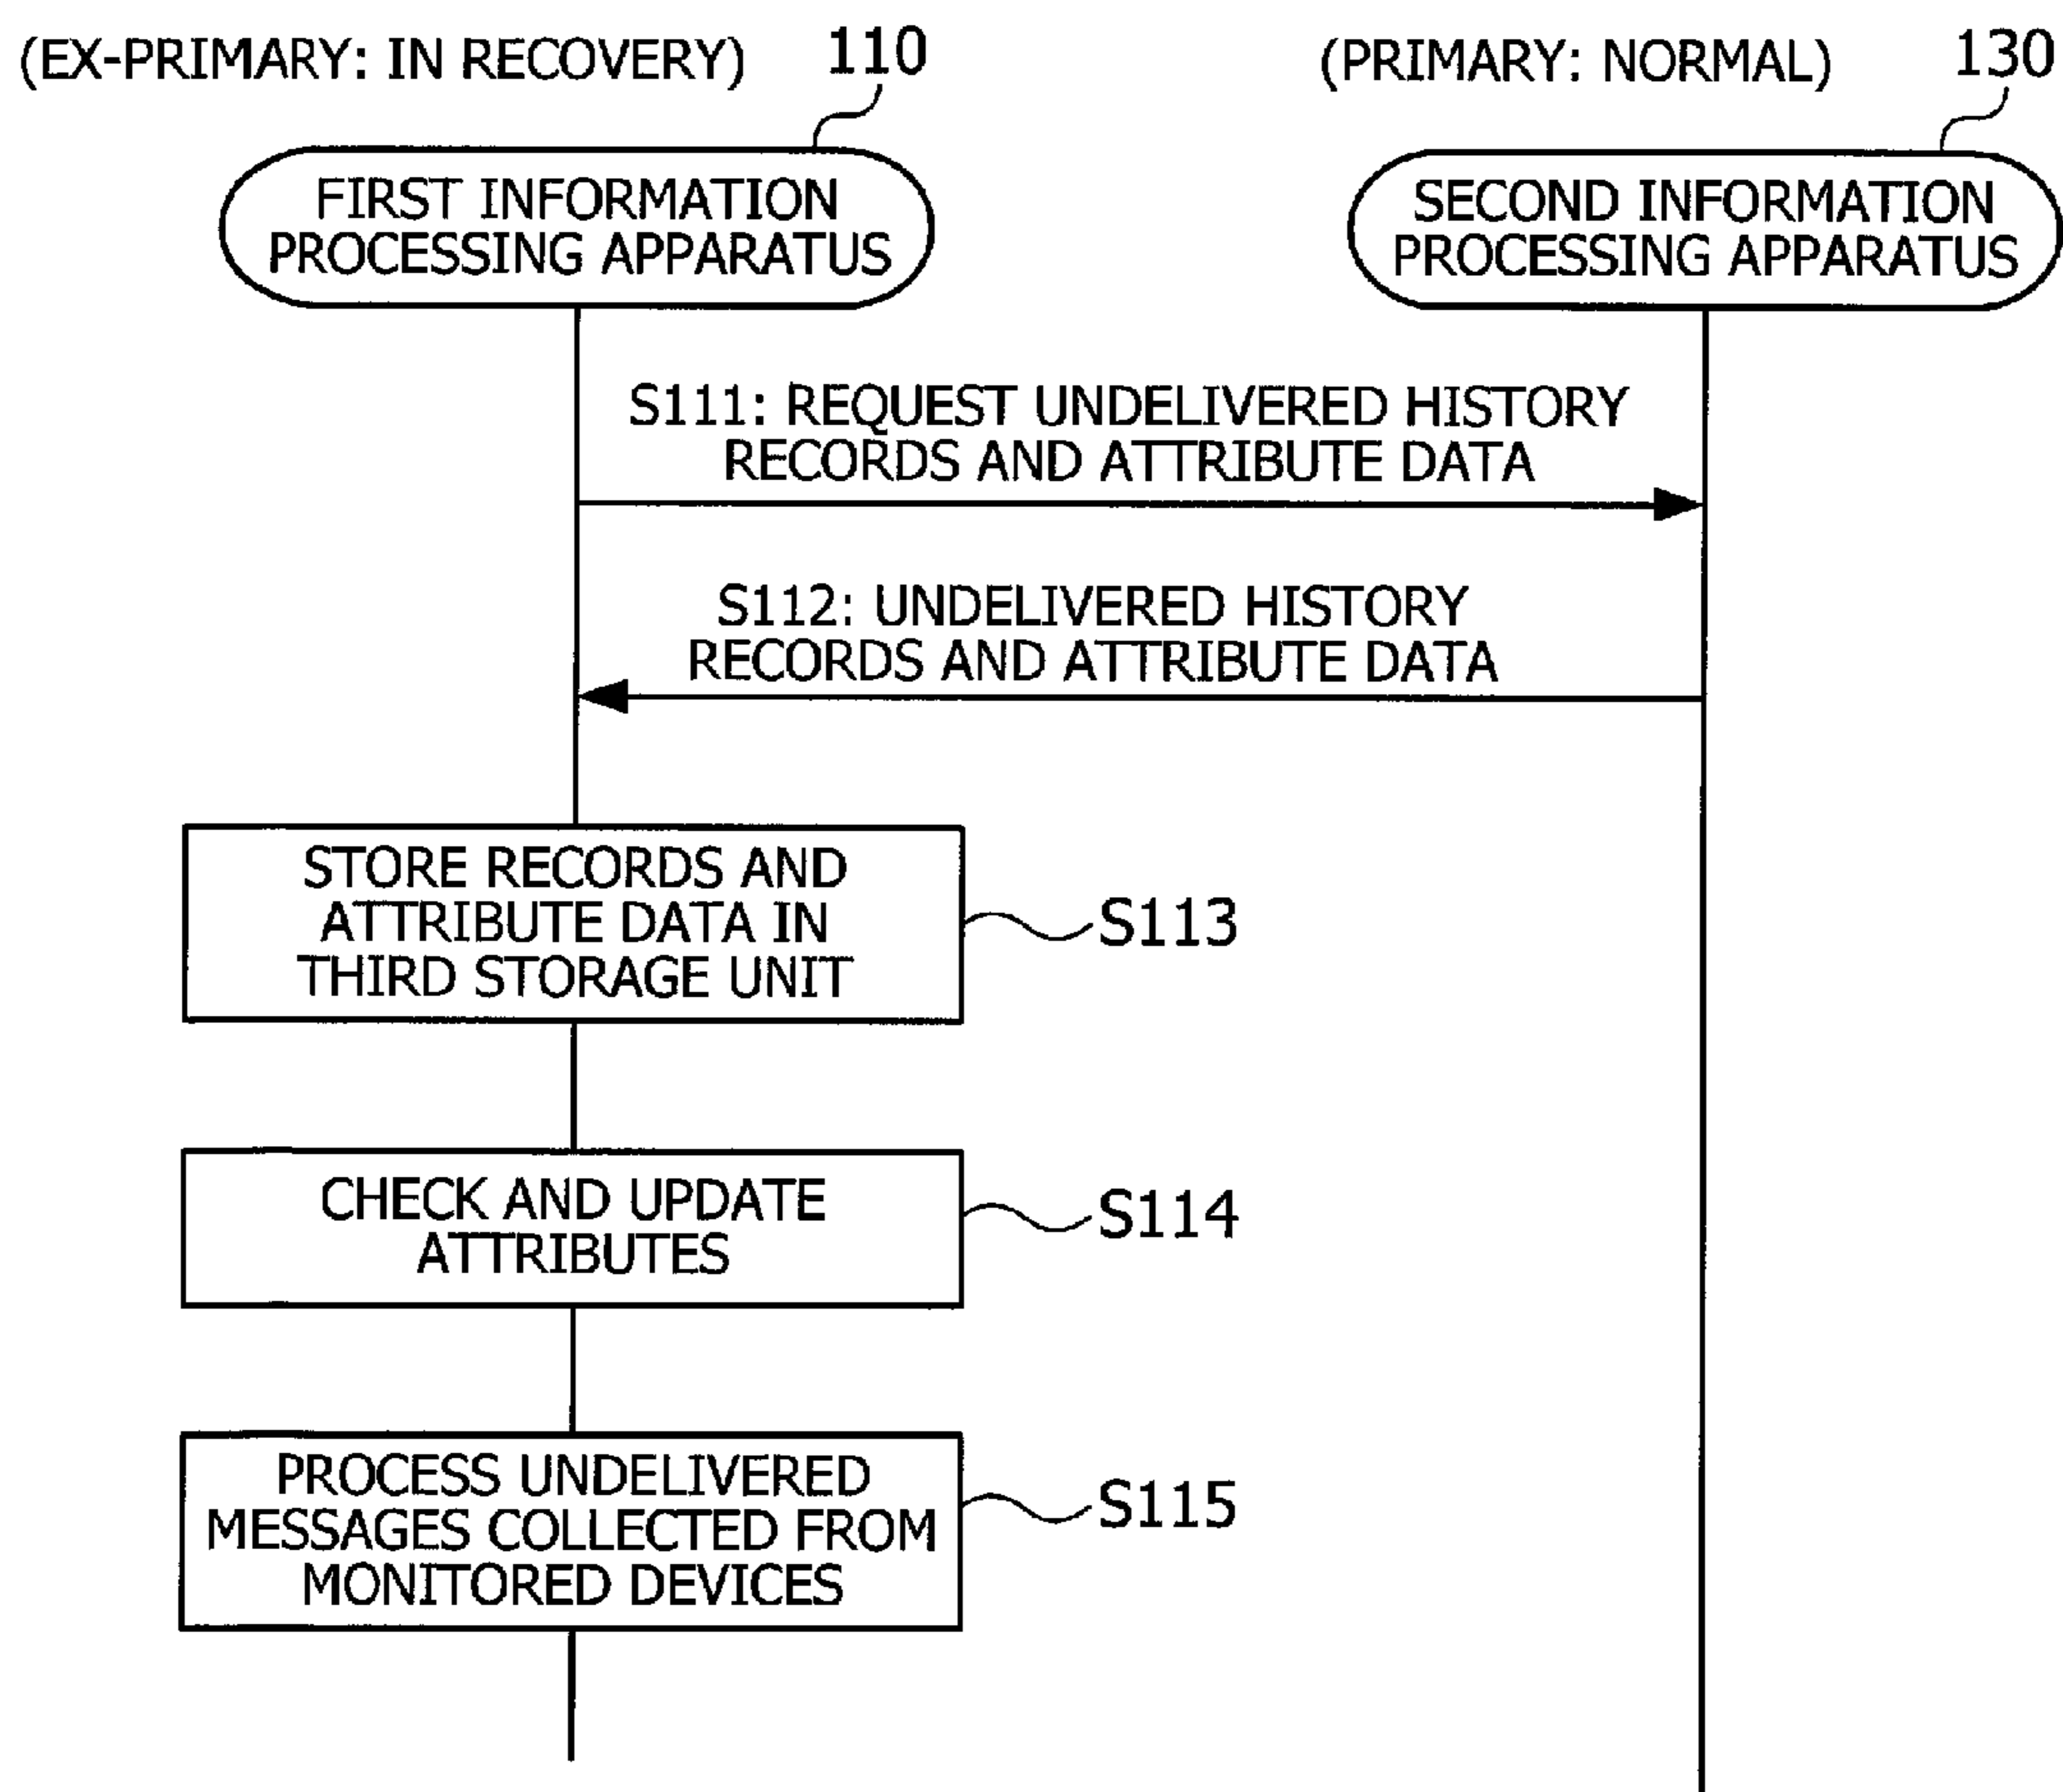 (EX-PRIMARY: IN RECOVERY)
110
(PRIMARY: NORMAL)
130
FIRST INFORMATION
PROCESSING APPARATUS
SECOND INFORMATION
PROCESSING APPARATUS
S111: REQUEST UNDELIVERED HISTORY
RECORDS AND ATTRIBUTE DATA
S112: UNDELIVERED HISTORY
RECORDS AND ATTRIBUTE DATA
STORE RECORDS AND
ATTRIBUTE DATA IN
THIRD STORAGE UNIT
S113
CHECK AND UPDATE
ATTRIBUTES
S114
PROCESS UNDELIVERED
MESSAGES COLLECTED FROM
MONITORED DEVICES
S115